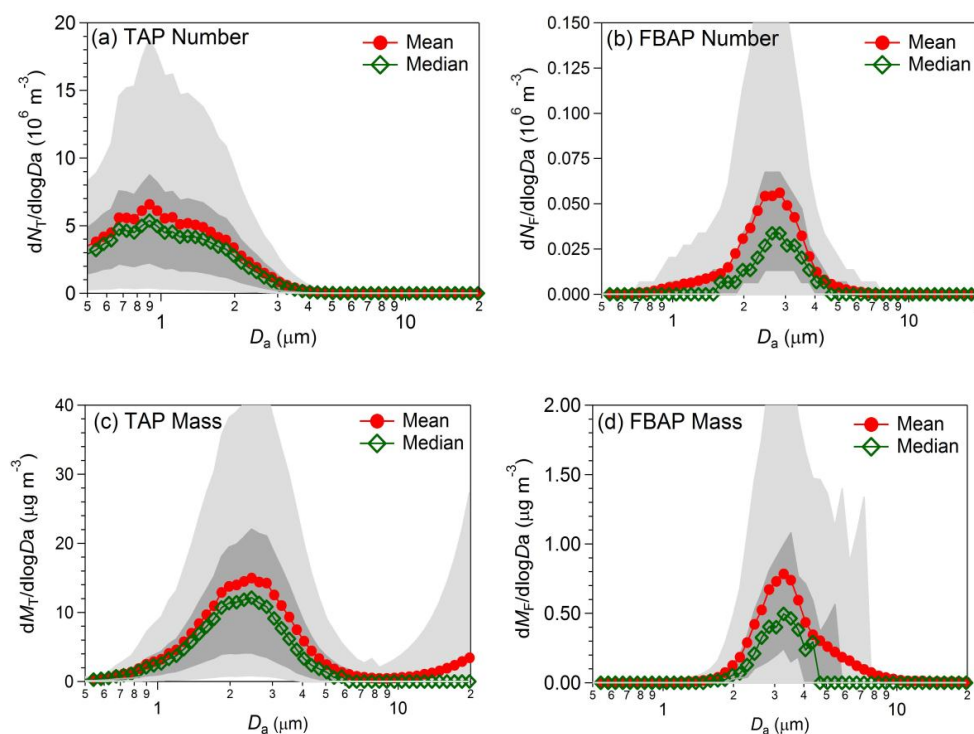 (a) TAP Number
Mean
Median
20
15
10
5
0
dN_T/dlogDa (10^6 m^-3)
5 6 7 8 9 1 2 3 4 5 6 7 8 9 10 2
D_a (μm)
(b) FBAP Number
Mean
Median
0.150
0.125
0.100
0.075
0.050
0.025
0.000
dN_F/dlogDa (10^6 m^-3)
6 7 8 9 1 2 3 4 5 6 7 8 9 10
D_a (μm)
(c) TAP Mass
Mean
Median
40
30
20
10
0
dM_T/dlogDa (μg m^-3)
5 6 7 8 9 1 2 3 4 5 6 7 8 9 10 2
D_a (μm)
(d) FBAP Mass
Mean
Median
2.00
1.50
1.00
0.50
0.00
dM_F/dlogDa (μg m^-3)
5 6 7 8 9 1 2 3 4 5 6 7 8 9 10 2
D_a (μm)